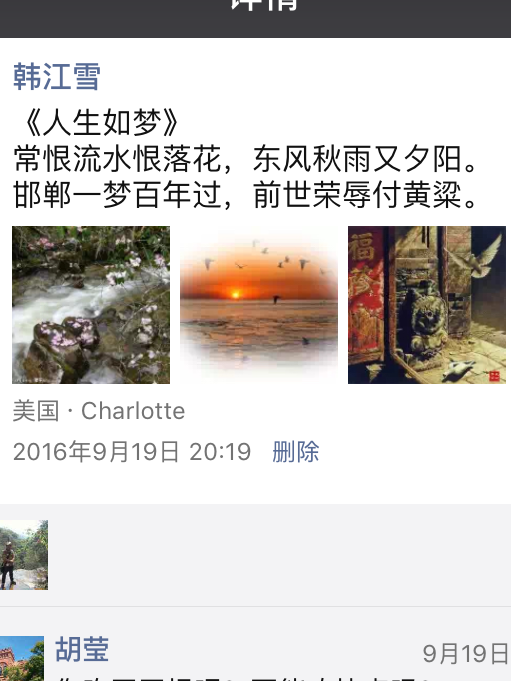 详情
韩江雪
《人生如梦》
常恨流水恨落花，东风秋雨又夕阳。
邯郸一梦百年过，前世荣辱付黄粱。
福
美国 · Charlotte
2016年9月19日 20:19 删除
胡莹
9月19日